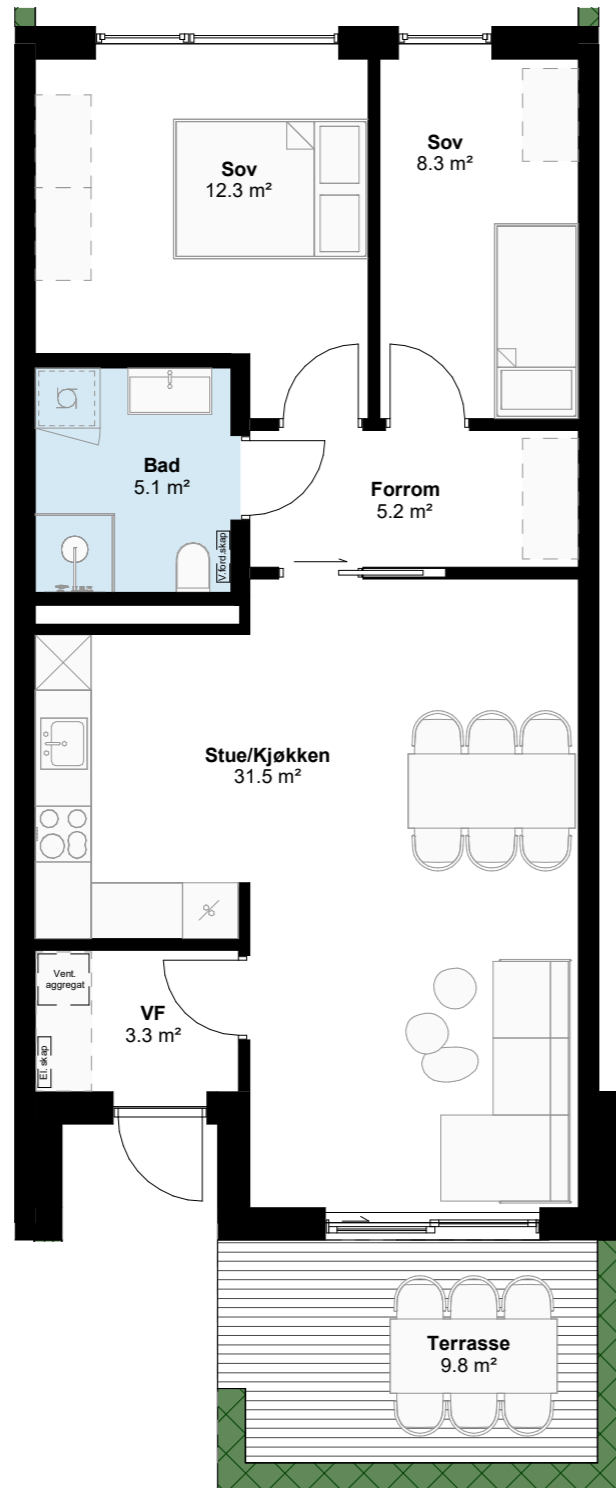 Sov
12.3 m²
Sov
8.3 m²
Bad
5.1 m²
V.ford.skap
Forrom
5.2 m²
Stue/Kjøkken
31.5 m²
Vent.
aggregat
VF
3.3 m²
El. skap
Terrasse
9.8 m²